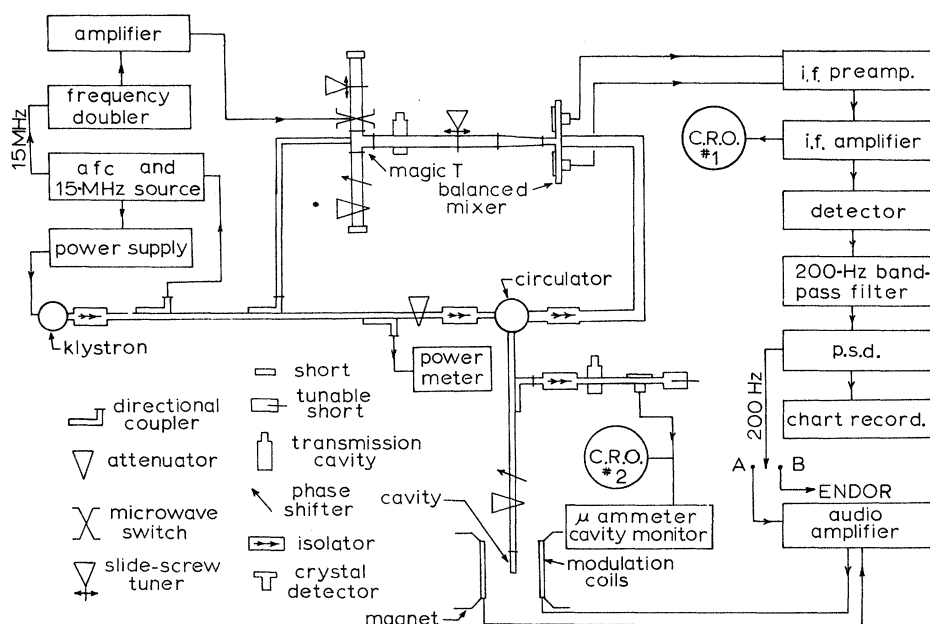 amplifier
frequency
doubler
15MHz
afc and
15-MHz source
power supply
klystron
magic T
balanced
mixer
circulator
power
meter
i.f. preamp.
C.R.O.
#1
i.f. amplifier
detector
200-Hz band-
pass filter
p.s.d.
200 Hz
chart record.
A
B
ENDOR
audio
amplifier
C.R.O.
#2
μ ammeter
cavity monitor
cavity
modulation
coils
magnet
directional
coupler
attenuator
microwave
switch
slide-screw
tuner
short
tunable
short
transmission
cavity
phase
shifter
isolator
crystal
detector